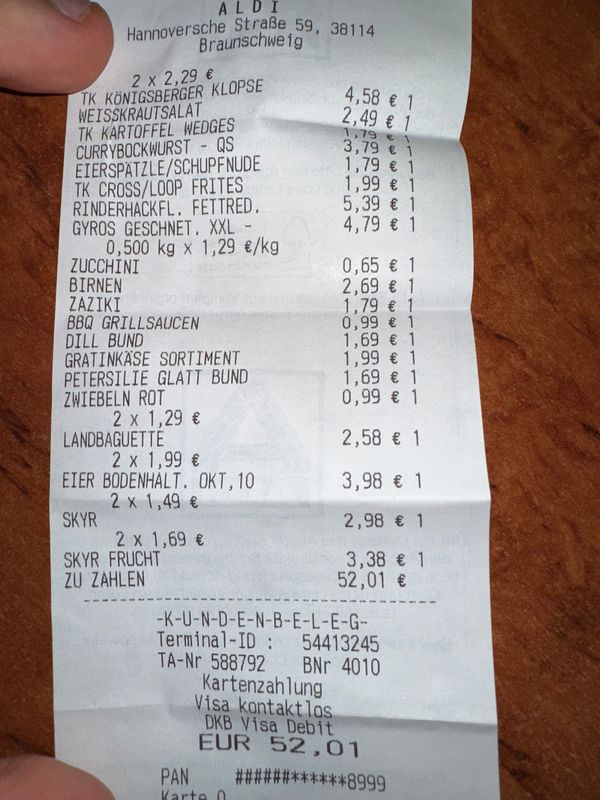 ALDI
Hannoversche Straße 59, 38114
Braunschweig
2 x 2,29 €
TK KÖNIGSBERGER KLOPSE 4,58 € 1
WEISSKRAUTSALAT 2,49 € 1
TK KARTOFFEL WEDGES 1,79 € 1
CURRYBOCKWURST - QS 3,79 € 1
EIERSPÄTZLE/SCHUPFNUDE 1,79 € 1
TK CROSS/LOOP FRITES 1,99 € 1
RINDERHACKFL. FETTRED. 5,39 € 1
GYROS GESCHNET. XXL - 4,79 € 1
0,500 kg x 1,29 €/kg
ZUCCHINI 0,65 € 1
BIRNEN 2,69 € 1
ZAZIKI 1,79 € 1
BBQ GRILLSAUCEN 0,99 € 1
DILL BUND 1,69 € 1
GRATINKÄSE SORTIMENT 1,99 € 1
PETERSILIE GLATT BUND 1,69 € 1
ZWIEBELN ROT 0,99 € 1
2 x 1,29 €
LANDBAGUETTE 2,58 € 1
2 x 1,99 €
EIER BODENHALT. OKT,10 3,98 € 1
2 x 1,49 €
SKYR 2,98 € 1
2 x 1,69 €
SKYR FRUCHT 3,38 € 1
ZU ZAHLEN 52,01 €
-K-U-N-D-E-N-B-E-L-E-G-
Terminal-ID : 54413245
TA-Nr 588792 BNr 4010
Kartenzahlung
Visa kontaktlos
DKB Visa Debit
EUR 52,01
PAN ######******8999
Karte 0